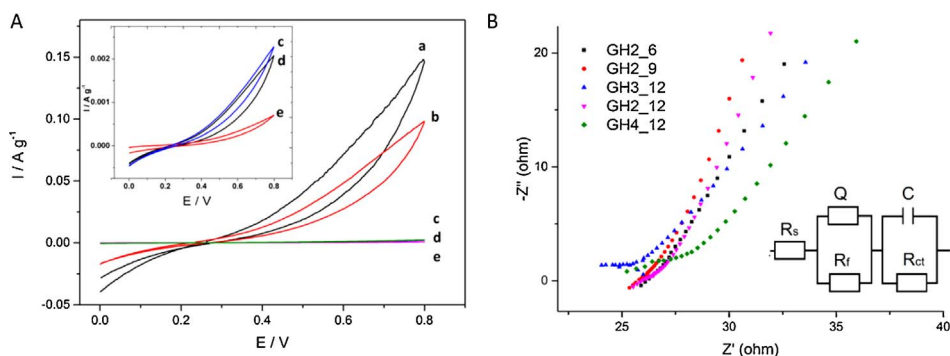 A
0.15
0.10
0.05
0.00
-0.05
I / A g⁻¹
0.0
0.2
0.4
0.6
0.8
E / V
a
b
c
d
e
0.002
0.001
0.000
I / A g⁻¹
0.0
0.2
0.4
0.6
0.8
E / V
c
d
e
B
20
10
0
-Z'' (ohm)
25
30
35
40
Z' (ohm)
GH2_6
GH2_9
GH3_12
GH2_12
GH4_12
Rs
Q
Rf
C
Rct